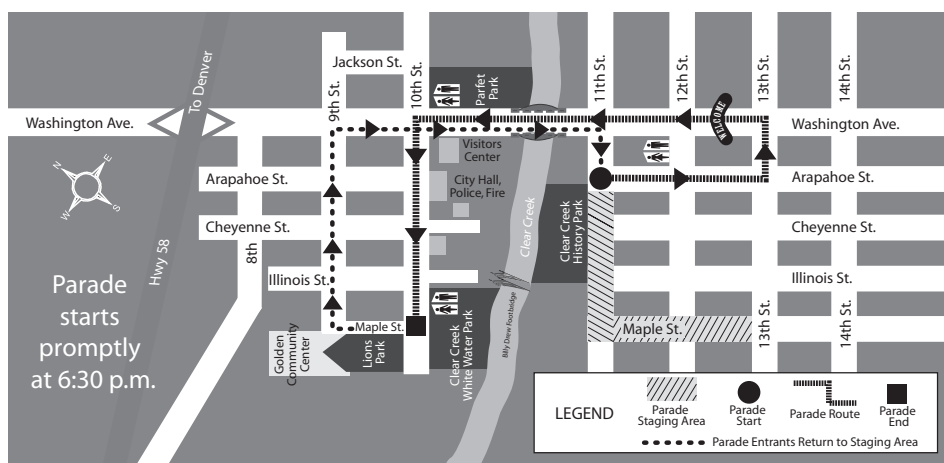 To Denver
Washington Ave.
9th St.
Jackson St.
10th St.
Parfet
Park
11th St.
12th St.
WELCOME
13th St.
14th St.
Washington Ave.
N
E
W
S
Arapahoe St.
Visitors
Center
City Hall,
Police, Fire
Arapahoe St.
Cheyenne St.
8th
Hwy 58
Clear Creek
Clear Creek
History Park
Cheyenne St.
Illinois St.
Illinois St.
Parade
starts
promptly
at 6:30 p.m.
Maple St.
Golden
Community
Center
Lions
Park
Clear Creek
White Water Park
Billy Drew Footbridge
Maple St.
13th St.
14th St.
LEGEND
Parade
Staging Area
Parade
Start
Parade Route
Parade
End
Parade Entrants Return to Staging Area